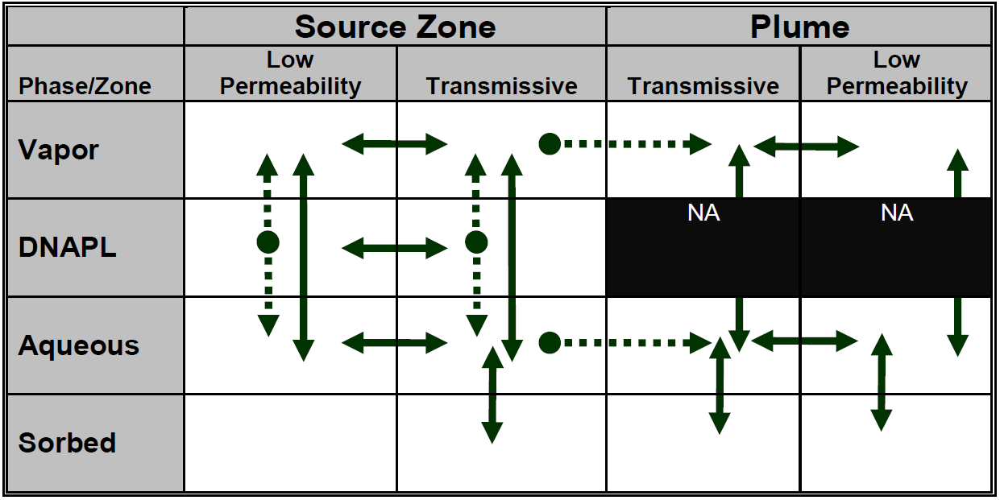 Source Zone
Plume
Phase/Zone
Low
Permeability
Transmissive
Transmissive
Low
Permeability
Vapor
DNAPL
NA
NA
Aqueous
Sorbed